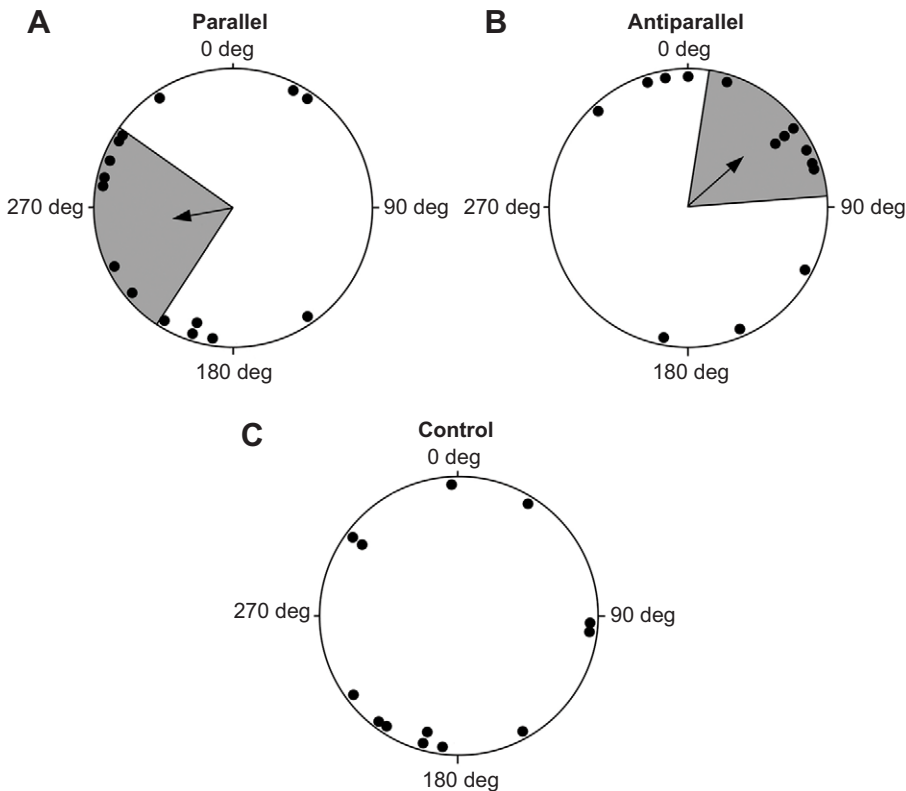 A
Parallel
0 deg
270 deg
90 deg
180 deg
B
Antiparallel
0 deg
270 deg
90 deg
180 deg
C
Control
0 deg
270 deg
90 deg
180 deg